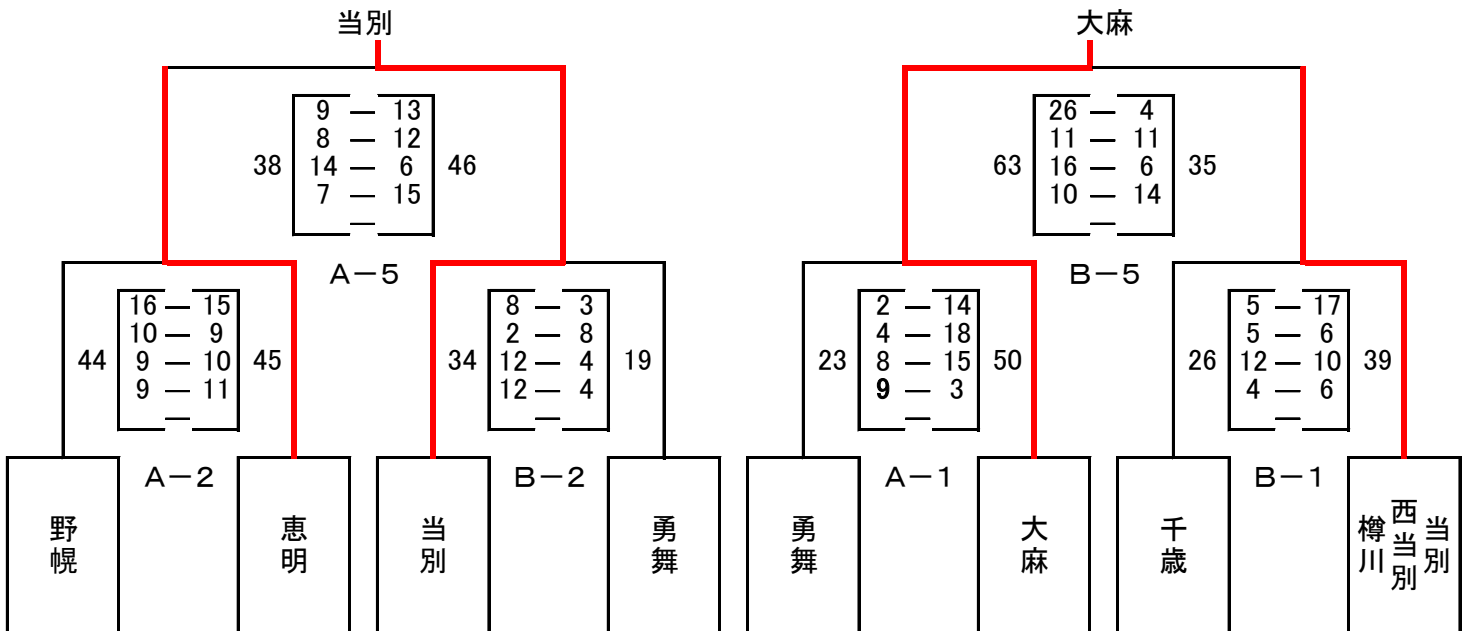 当別
大麻
9 ― 13
8 ― 12
38 14 ― 6 46
7 ― 15
―
A－5
26 ― 4
11 ― 11
63 16 ― 6 35
10 ― 14
―
B－5
16 ― 15
10 ― 9
44 9 ― 10 45
9 ― 11
―
A－2
8 ― 3
2 ― 8
34 12 ― 4 19
12 ― 4
―
B－2
2 ― 14
4 ― 18
23 8 ― 15 50
9 ― 3
―
A－1
5 ― 17
5 ― 6
26 12 ― 10 39
4 ― 6
―
B－1
野幌
恵明
当別
勇舞
勇舞
大麻
千歳
当別
西当別
樽川